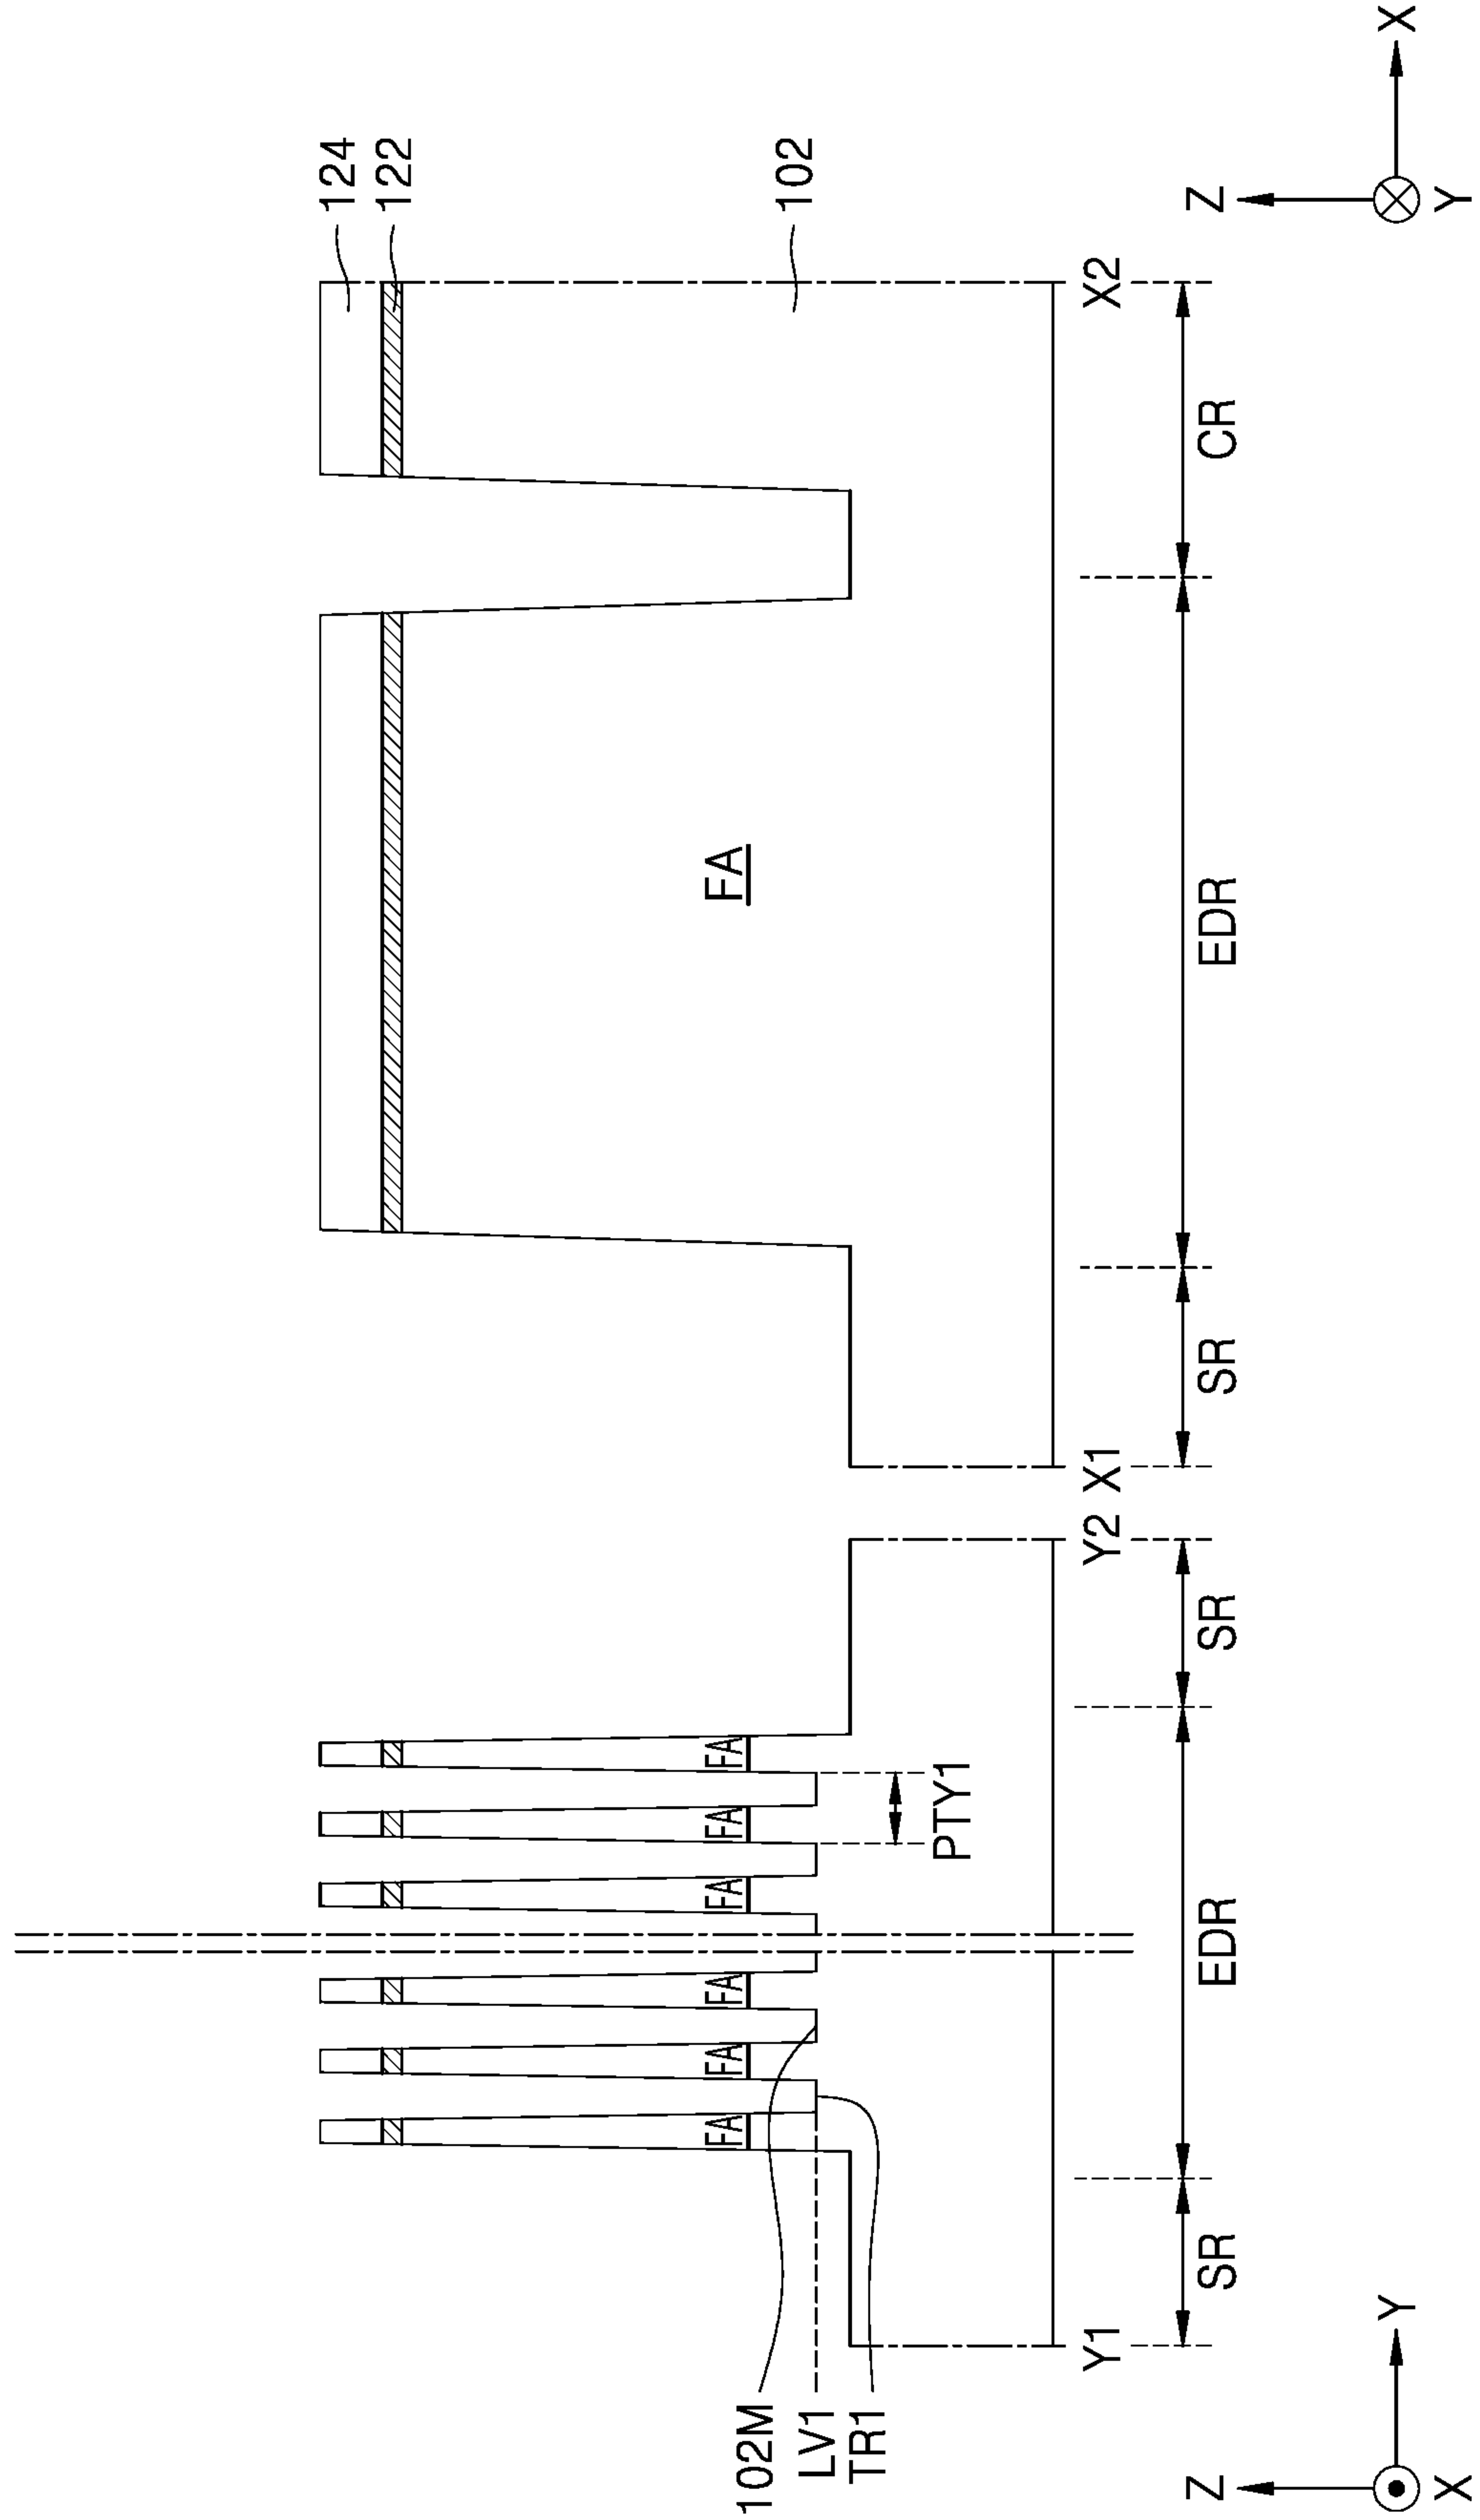 124
122
102
FA
FA FA FA FA FA FA
102M
LV1
TR1
PTY1
Y1 Y2 X1 X2
SR EDR SR SR EDR CR
Z Y X
Z X Y